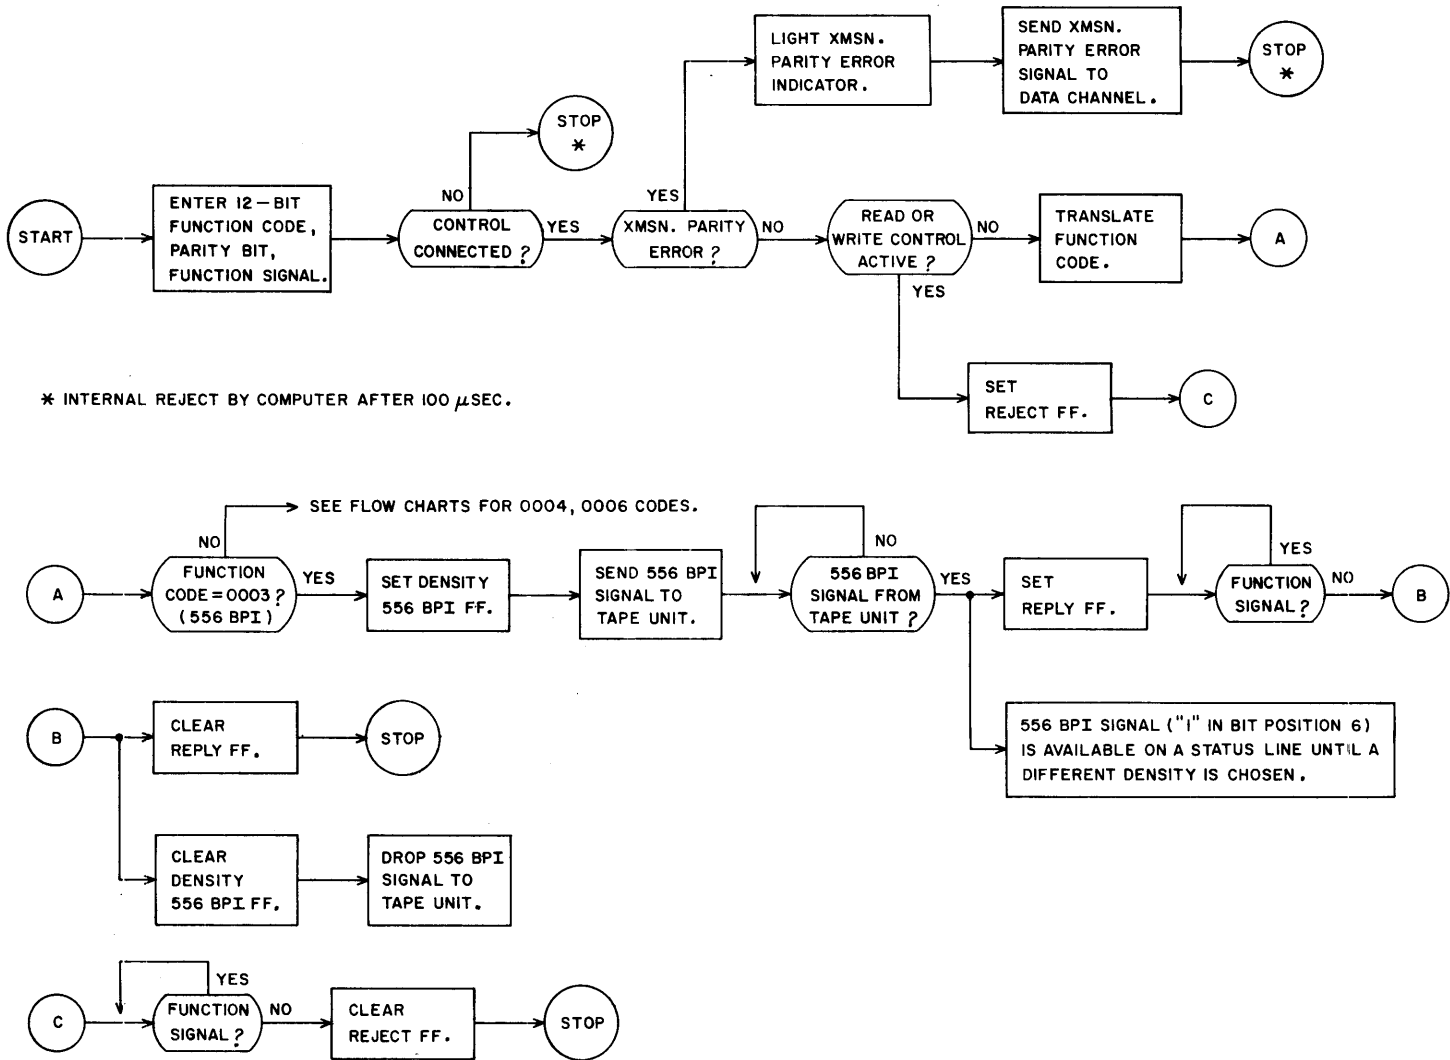 LIGHT XMSN.
PARITY ERROR
INDICATOR.
SEND XMSN.
PARITY ERROR
SIGNAL TO
DATA CHANNEL.
STOP
*
STOP
*
NO
YES
START
ENTER 12-BIT
FUNCTION CODE,
PARITY BIT,
FUNCTION SIGNAL.
CONTROL
CONNECTED?
YES
XMSN. PARITY
ERROR?
NO
READ OR
WRITE CONTROL
ACTIVE?
NO
TRANSLATE
FUNCTION
CODE.
A
YES
SET
REJECT FF.
C
* INTERNAL REJECT BY COMPUTER AFTER 100 μSEC.
SEE FLOW CHARTS FOR 0004, 0006 CODES.
NO
A
FUNCTION
CODE=0003?
(556 BPI)
YES
SET DENSITY
556 BPI FF.
SEND 556 BPI
SIGNAL TO
TAPE UNIT.
NO
556 BPI
SIGNAL FROM
TAPE UNIT?
YES
SET
REPLY FF.
YES
FUNCTION
SIGNAL?
NO
B
556 BPI SIGNAL ("1" IN BIT POSITION 6)
IS AVAILABLE ON A STATUS LINE UNTIL A
DIFFERENT DENSITY IS CHOSEN.
B
CLEAR
REPLY FF.
STOP
CLEAR
DENSITY
556 BPI FF.
DROP 556 BPI
SIGNAL TO
TAPE UNIT.
C
YES
FUNCTION
SIGNAL?
NO
CLEAR
REJECT FF.
STOP